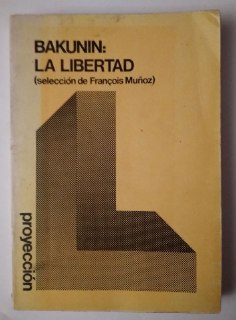 BAKUNIN:
LA LIBERTAD
(selección de François Muñoz)
proyección